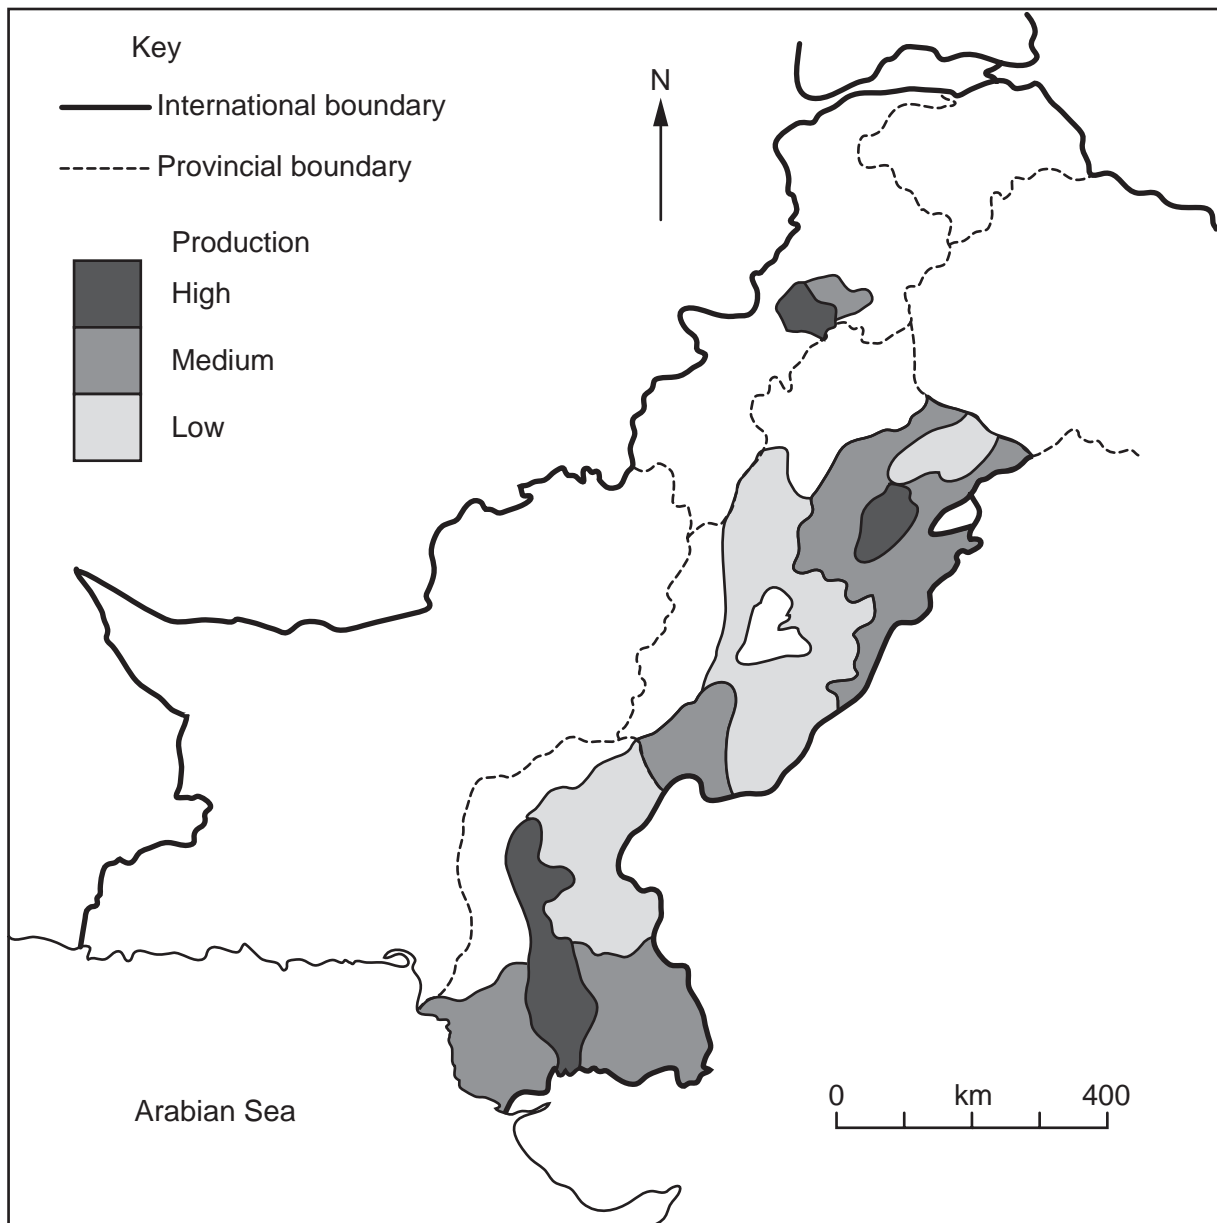 Key
International boundary
Provincial boundary
Production
High
Medium
Low
N
Arabian Sea
0 km 400